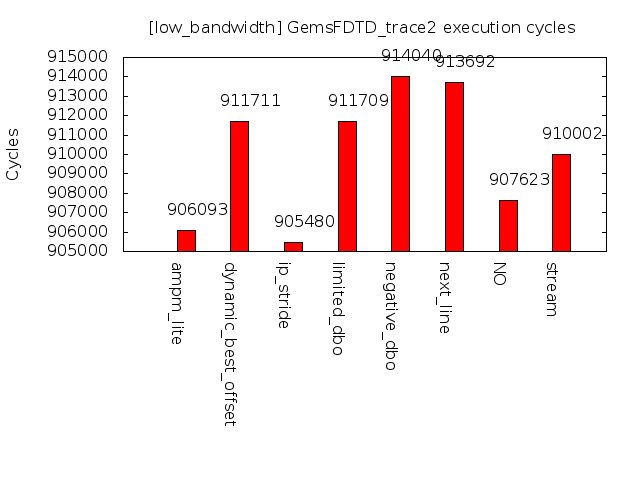 [low_bandwidth] GemsFDTD_trace2 execution cycles
Cycles
915000
914000
913000
912000
911000
910000
909000
908000
907000
906000
905000
906093
911711
905480
911709
914040
913692
907623
910002
ampm_lite
dynamic_best_offset
ip_stride
limited_dbo
negative_dbo
next_line
NO
stream